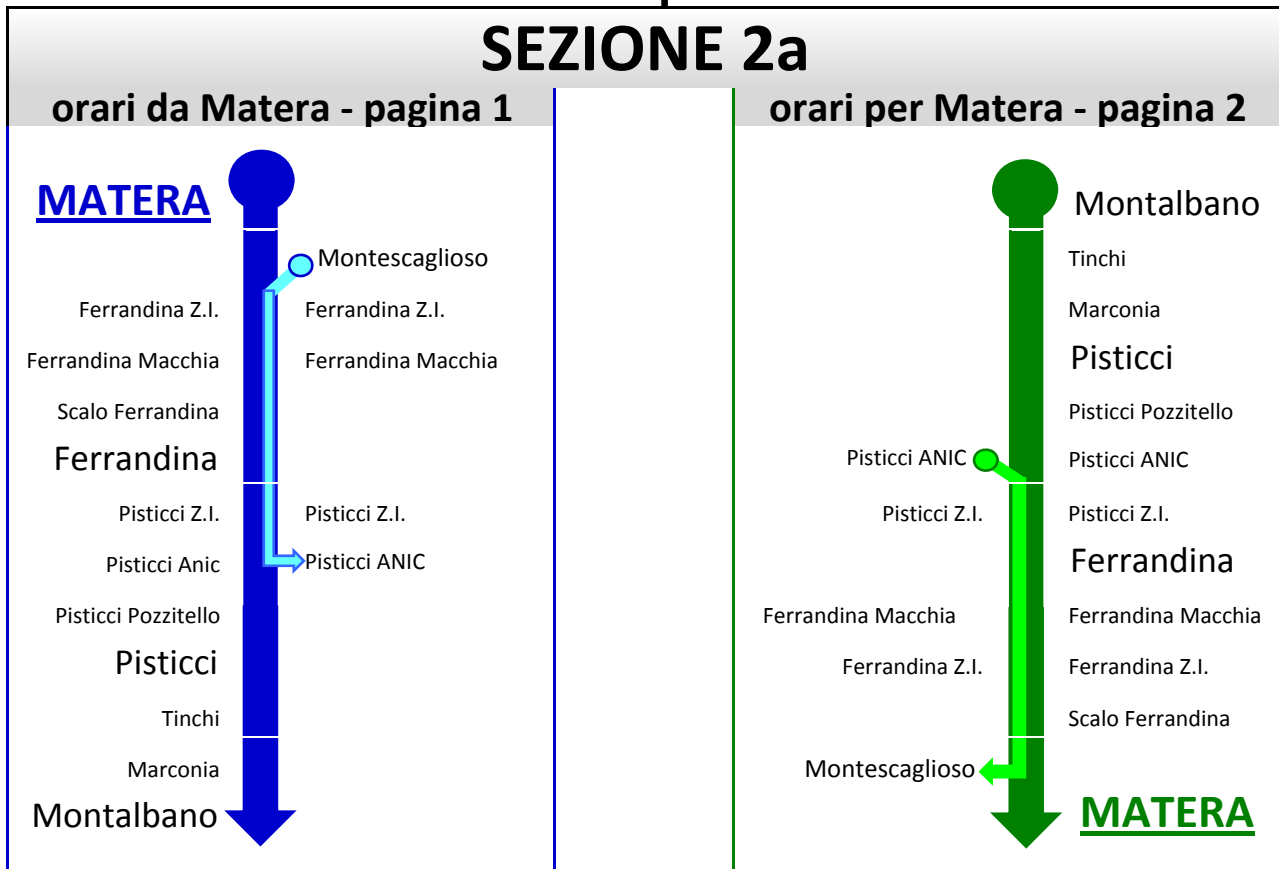 SEZIONE 2a
orari da Matera - pagina 1
MATERA
Montescaglioso
Ferrandina Z.I. Ferrandina Z.I.
Ferrandina Macchia Ferrandina Macchia
Scalo Ferrandina
Ferrandina
Pisticci Z.I. Pisticci Z.I.
Pisticci Anic Pisticci ANIC
Pisticci Pozzitello
Pisticci
Tinchi
Marconia
Montalbano
orari per Matera - pagina 2
Montalbano
Tinchi
Marconia
Pisticci
Pisticci Pozzitello
Pisticci ANIC Pisticci ANIC
Pisticci Z.I. Pisticci Z.I.
Ferrandina
Ferrandina Macchia Ferrandina Macchia
Ferrandina Z.I. Ferrandina Z.I.
Scalo Ferrandina
Montescaglioso
MATERA